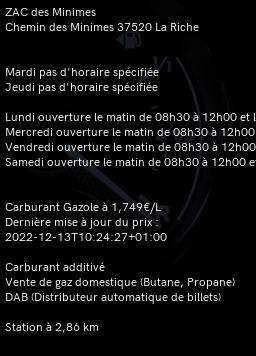 ZAC des Minimes
Chemin des Minimes 37520 La Riche
Mardi pas d'horaire spécifiée
Jeudi pas d'horaire spécifiée
Lundi ouverture le matin de 08h30 à 12h00 et
Mercredi ouverture le matin de 08h30 à 12h00
Vendredi ouverture le matin de 08h30 à 12h00
Samedi ouverture le matin de 08h30 à 12h00
Carburant Gazole à 1,749€/L
Dernière mise à jour du prix :
2022-12-13T10:24:27+01:00
Carburant additivé
Vente de gaz domestique (Butane, Propane)
DAB (Distributeur automatique de billets)
Station à 2,86 km